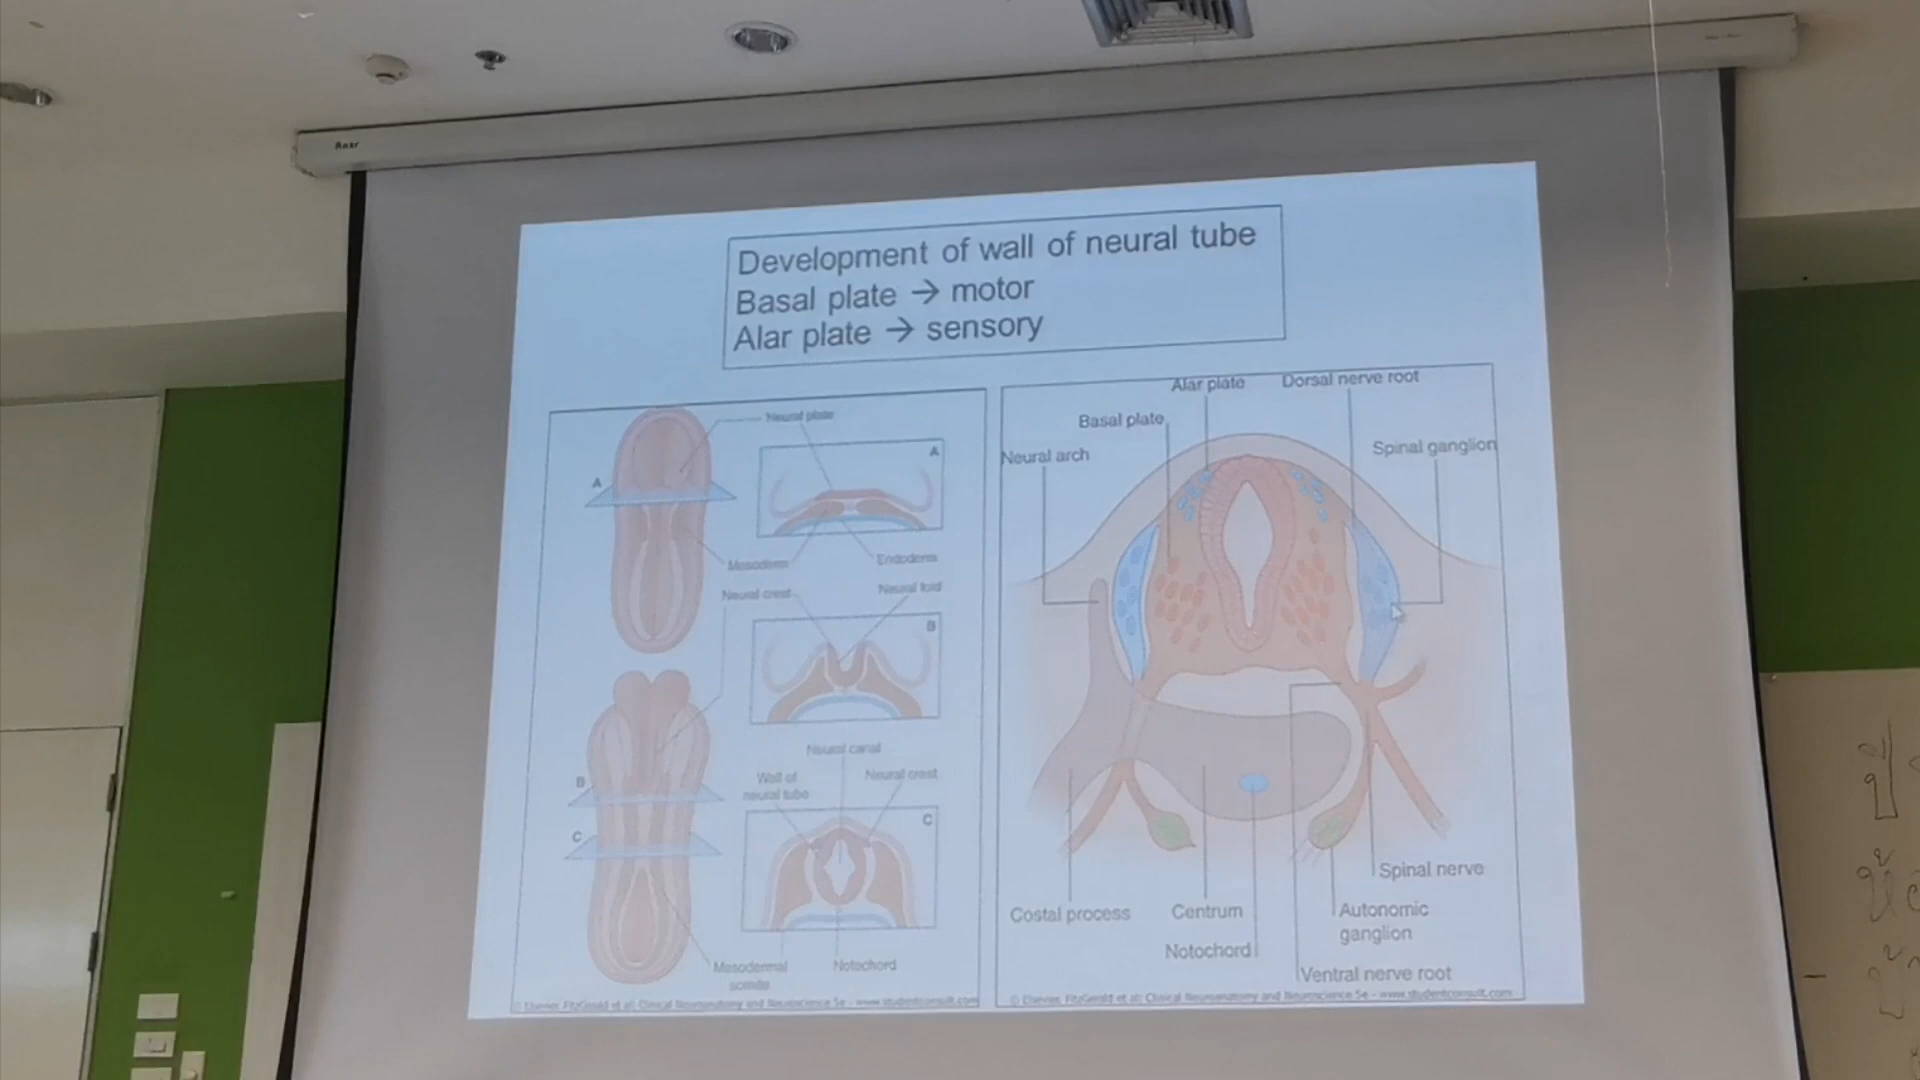 Development of wall of neural tube
Basal plate → motor
Alar plate → sensory
Neural plate
A
A
Mesoderm
Endoderm
Neural crest
Neural fold
B
Neural canal
Wall of
neural tube
Neural crest
B
C
C
Mesodermal
somite
Notochord
© Elsevier. FitzGerald et al: Clinical Neuroanatomy and Neuroscience 5e - www.studentconsult.com
Alar plate
Dorsal nerve root
Basal plate
Spinal ganglion
Neural arch
Spinal nerve
Costal process
Centrum
Autonomic
ganglion
Notochord
Ventral nerve root
© Elsevier. FitzGerald et al: Clinical Neuroanatomy and Neuroscience 5e - www.studentconsult.com